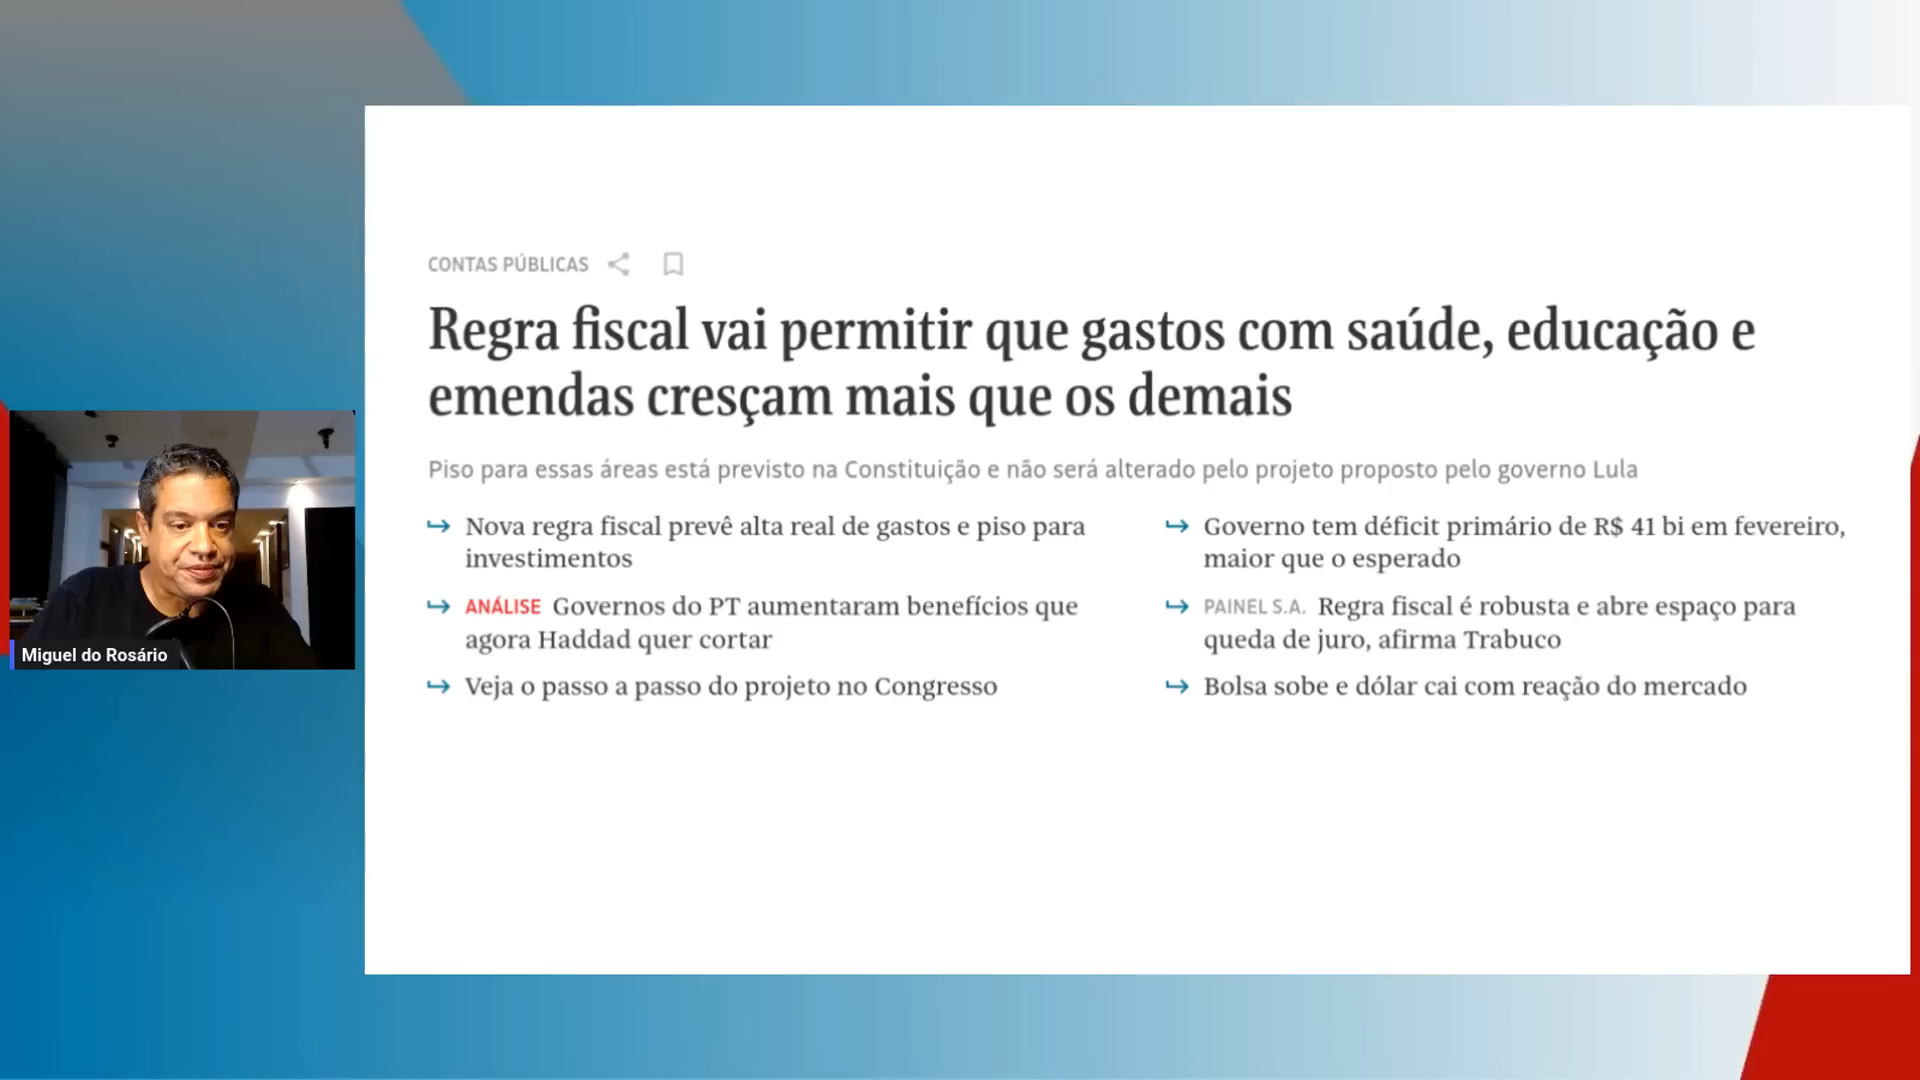 CONTAS PÚBLICAS
Regra fiscal vai permitir que gastos com saúde, educação e
emendas cresçam mais que os demais
Piso para essas áreas está previsto na Constituição e não será alterado pelo projeto proposto pelo governo Lula
Nova regra fiscal prevê alta real de gastos e piso para
investimentos
ANÁLISE Governos do PT aumentaram benefícios que
agora Haddad quer cortar
Veja o passo a passo do projeto no Congresso
Governo tem déficit primário de R$ 41 bi em fevereiro,
maior que o esperado
PAINEL S.A. Regra fiscal é robusta e abre espaço para
queda de juro, afirma Trabuco
Bolsa sobe e dólar cai com reação do mercado
Miguel do Rosário